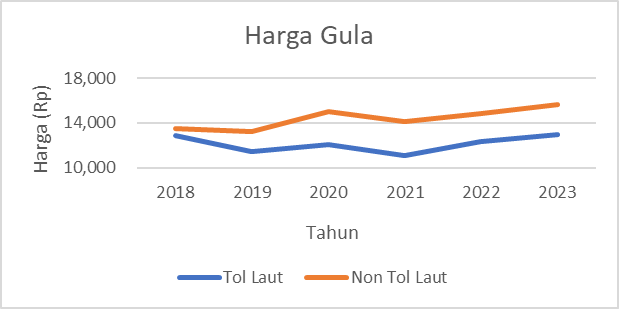 Harga Gula
18,000
14,000
10,000
Harga (Rp)
2018 2019 2020 2021 2022 2023
Tahun
Tol Laut Non Tol Laut